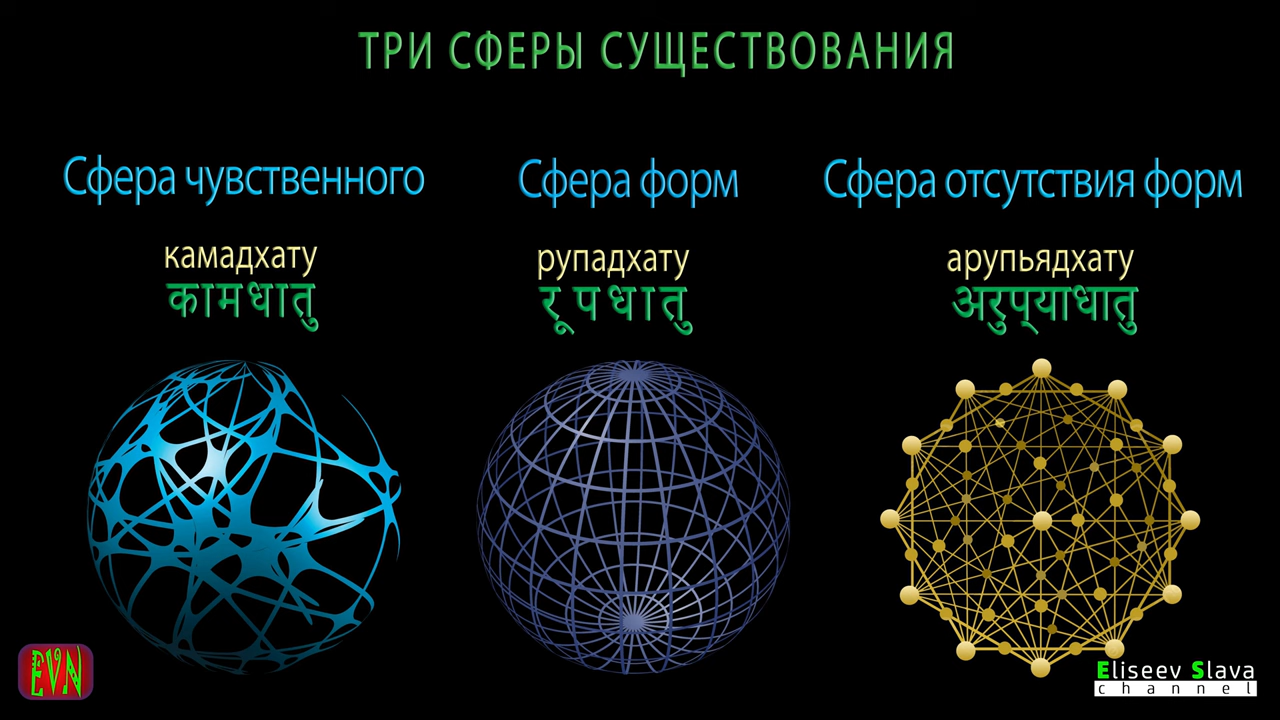 ТРИ СФЕРЫ СУЩЕСТВОВАНИЯ
Сфера чувственного
камадхату
कामधातु
Сфера форм
рупадхату
रूपधातु
Сфера отсутствия форм
арупьядхату
अरुप्याधातु
EVN
Eliseev Slava
channel